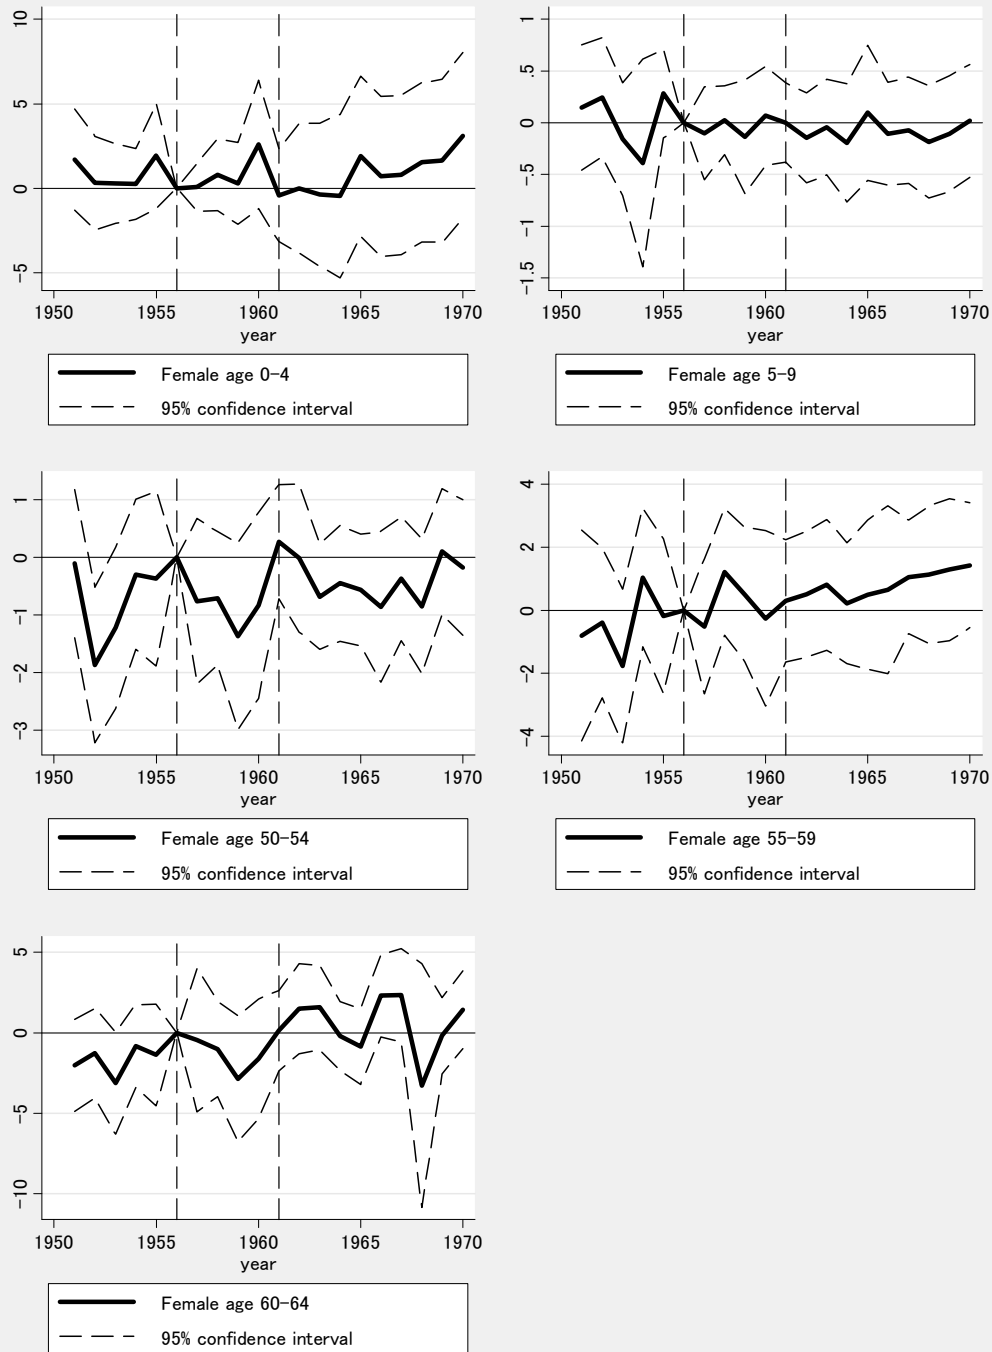 10
5
0
−5
1950 1955 1960 1965 1970
year
Female age 0−4
95% confidence interval
1
.5
0
−.5
−1
−1.5
1950 1955 1960 1965 1970
year
Female age 5−9
95% confidence interval
1
0
−1
−2
−3
1950 1955 1960 1965 1970
year
Female age 50−54
95% confidence interval
4
2
0
−2
−4
1950 1955 1960 1965 1970
year
Female age 55−59
95% confidence interval
5
0
−5
−10
1950 1955 1960 1965 1970
year
Female age 60−64
95% confidence interval